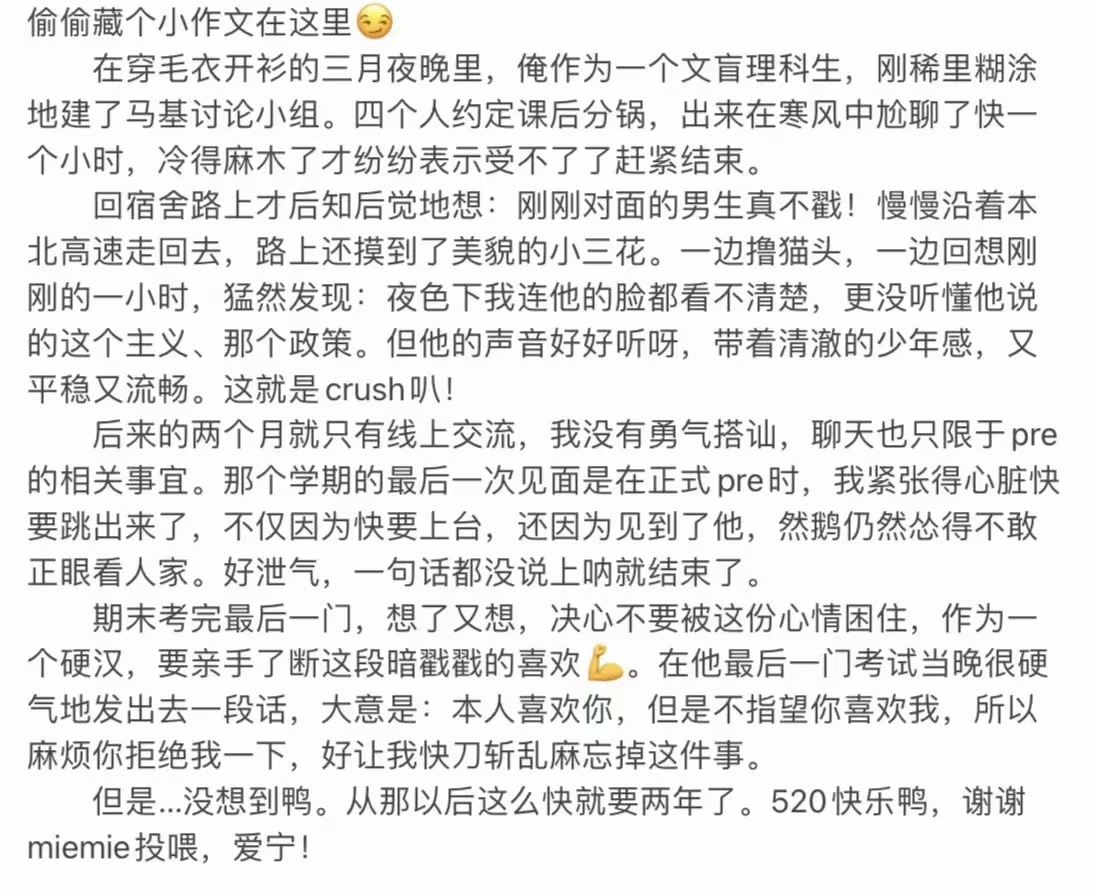 偷偷藏个小作文在这里😏
在穿毛衣开衫的三月夜晚里，俺作为一个文盲理科生，刚稀里糊涂
地建了马基讨论小组。四个人约定课后分锅，出来在寒风中尬聊了快一
个小时，冷得麻木了才纷纷表示受不了了赶紧结束。
回宿舍路上才后知后觉地想：刚刚对面的男生真不戳！慢慢沿着本
北高速走回去，路上还摸到了美貌的小三花。一边撸猫头，一边回想刚
刚的一小时，猛然发现：夜色下我连他的脸都看不清楚，更没听懂他说
的这个主义、那个政策。但他的声音好好听呀，带着清澈的少年感，又
平稳又流畅。这就是crush叭！
后来的两个月就只有线上交流，我没有勇气搭讪，聊天也只限于pre
的相关事宜。那个学期的最后一次见面是在正式pre时，我紧张得心脏快
要跳出来了，不仅因为快要上台，还因为见到了他，然鹅仍然怂得不敢
正眼看人家。好泄气，一句话都没说上呐就结束了。
期末考完最后一门，想了又想，决心不要被这份心情困住，作为一
个硬汉，要亲手了断这段暗戳戳的喜欢💪。在他最后一门考试当晚很硬
气地发出去一段话，大意是：本人喜欢你，但是不指望你喜欢我，所以
麻烦你拒绝我一下，好让我快刀斩乱麻忘掉这件事。
但是...没想到鸭。从那以后这么快就要两年了。520快乐鸭，谢谢
miemie投喂，爱宁！